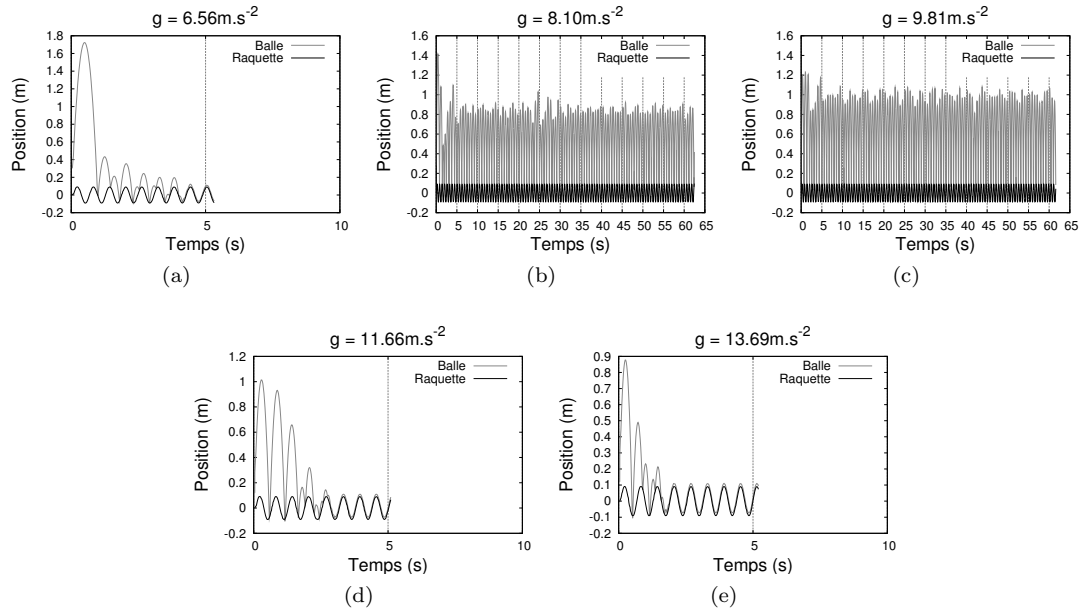 g = 6.56m.s-2
Balle
Raquette
Position (m)
1.8
1.6
1.4
1.2
1
0.8
0.6
0.4
0.2
0
-0.2
0 5 10
Temps (s)
(a)
g = 8.10m.s-2
Balle
Raquette
Position (m)
1.6
1.4
1.2
1
0.8
0.6
0.4
0.2
0
-0.2
0 5 10 15 20 25 30 35 40 45 50 55 60 65
Temps (s)
(b)
g = 9.81m.s-2
Balle
Raquette
Position (m)
1.6
1.4
1.2
1
0.8
0.6
0.4
0.2
0
-0.2
0 5 10 15 20 25 30 35 40 45 50 55 60 65
Temps (s)
(c)
g = 11.66m.s-2
Balle
Raquette
Position (m)
1.2
1
0.8
0.6
0.4
0.2
0
-0.2
0 5 10
Temps (s)
(d)
g = 13.69m.s-2
Balle
Raquette
Position (m)
0.9
0.8
0.7
0.6
0.5
0.4
0.3
0.2
0.1
0
-0.1
-0.2
0 5 10
Temps (s)
(e)